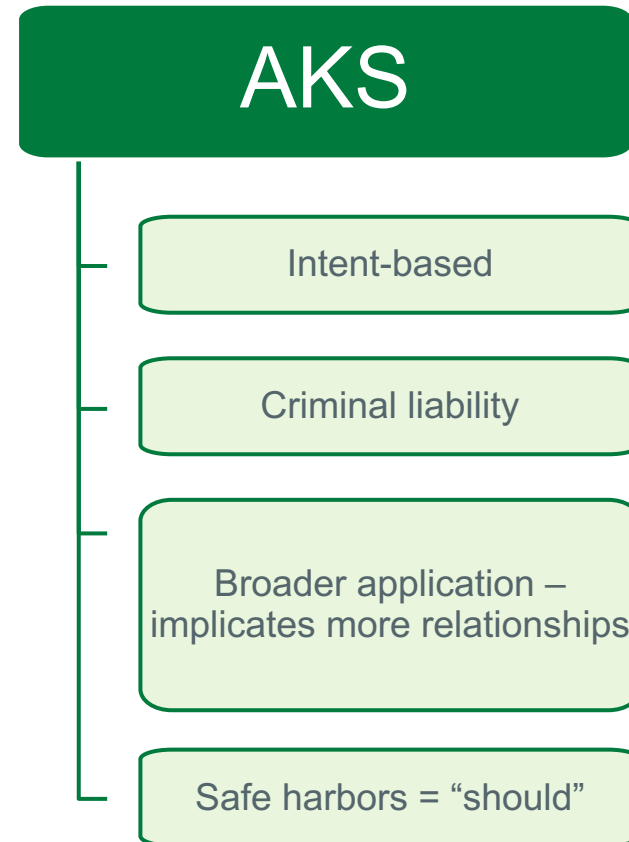 AKS
Intent-based
Criminal liability
Broader application –
implicates more relationships
Safe harbors = “should”